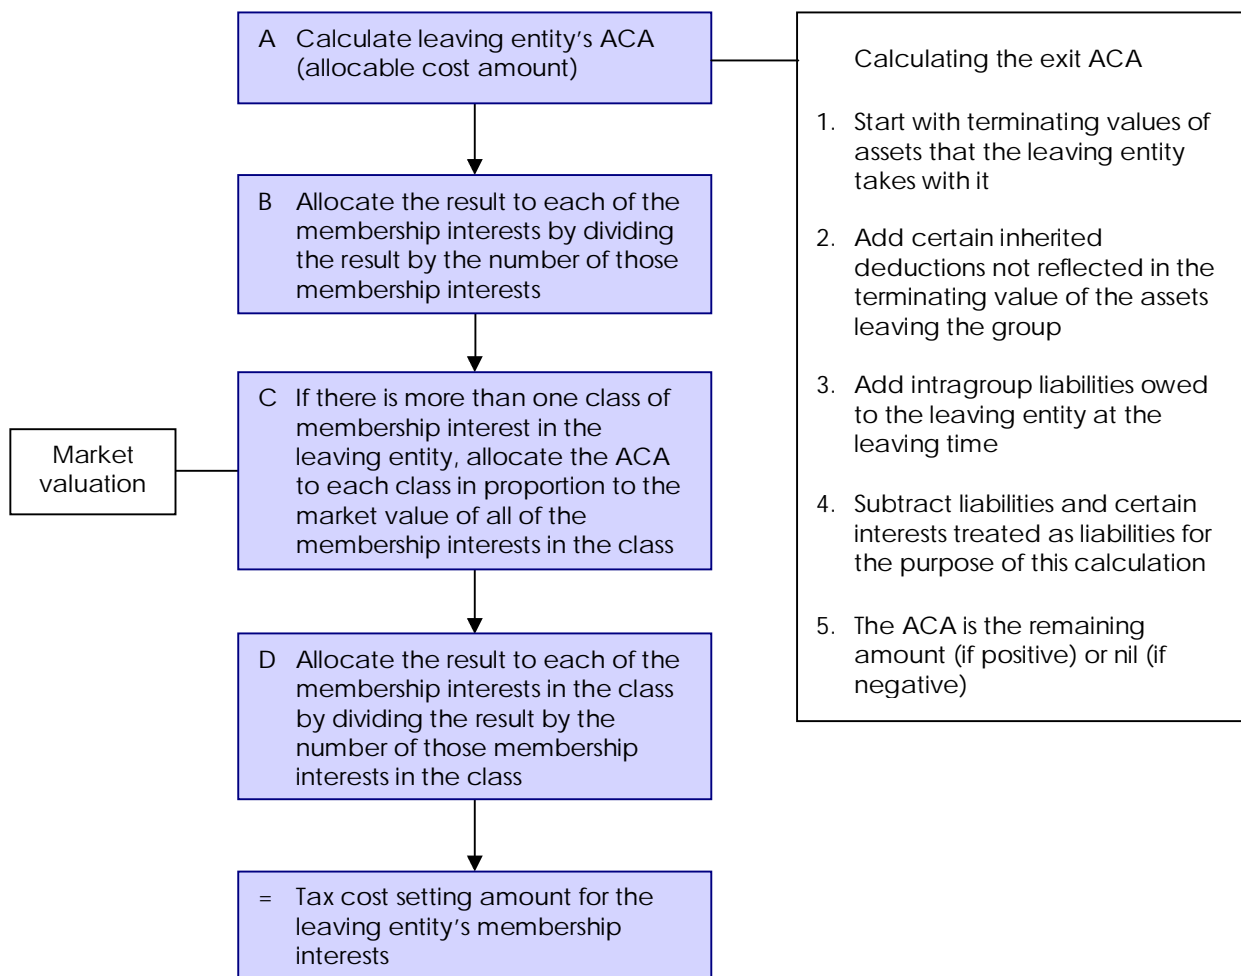 A Calculate leaving entity's ACA
(allocable cost amount)
B Allocate the result to each of the
membership interests by dividing
the result by the number of those
membership interests
Market
valuation
C If there is more than one class of
membership interest in the
leaving entity, allocate the ACA
to each class in proportion to the
market value of all of the
membership interests in the class
D Allocate the result to each of the
membership interests in the class
by dividing the result by the
number of those membership
interests in the class
= Tax cost setting amount for the
leaving entity's membership
interests
Calculating the exit ACA
1. Start with terminating values of
assets that the leaving entity
takes with it
2. Add certain inherited
deductions not reflected in the
terminating value of the assets
leaving the group
3. Add intragroup liabilities owed
to the leaving entity at the
leaving time
4. Subtract liabilities and certain
interests treated as liabilities for
the purpose of this calculation
5. The ACA is the remaining
amount (if positive) or nil (if
negative)